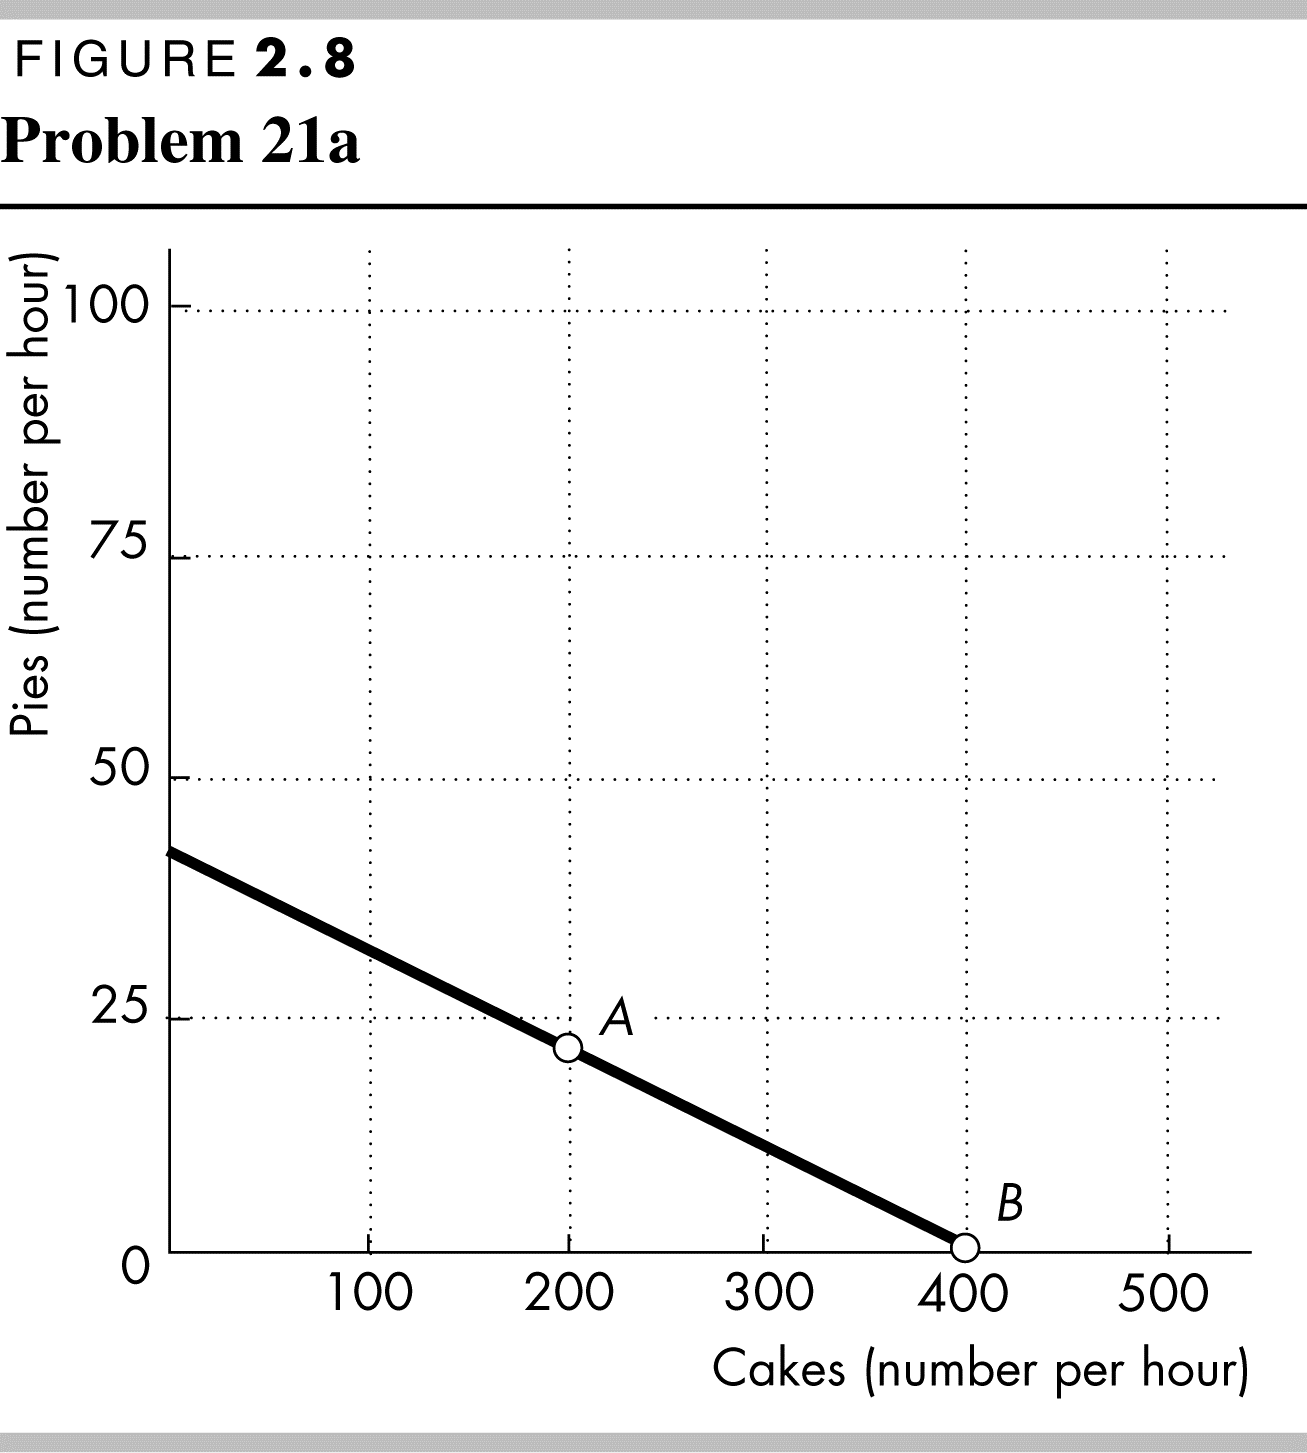 FIGURE 2.8
Problem 21a
Pies (number per hour)
100
75
50
25
0
A
B
100 200 300 400 500
Cakes (number per hour)